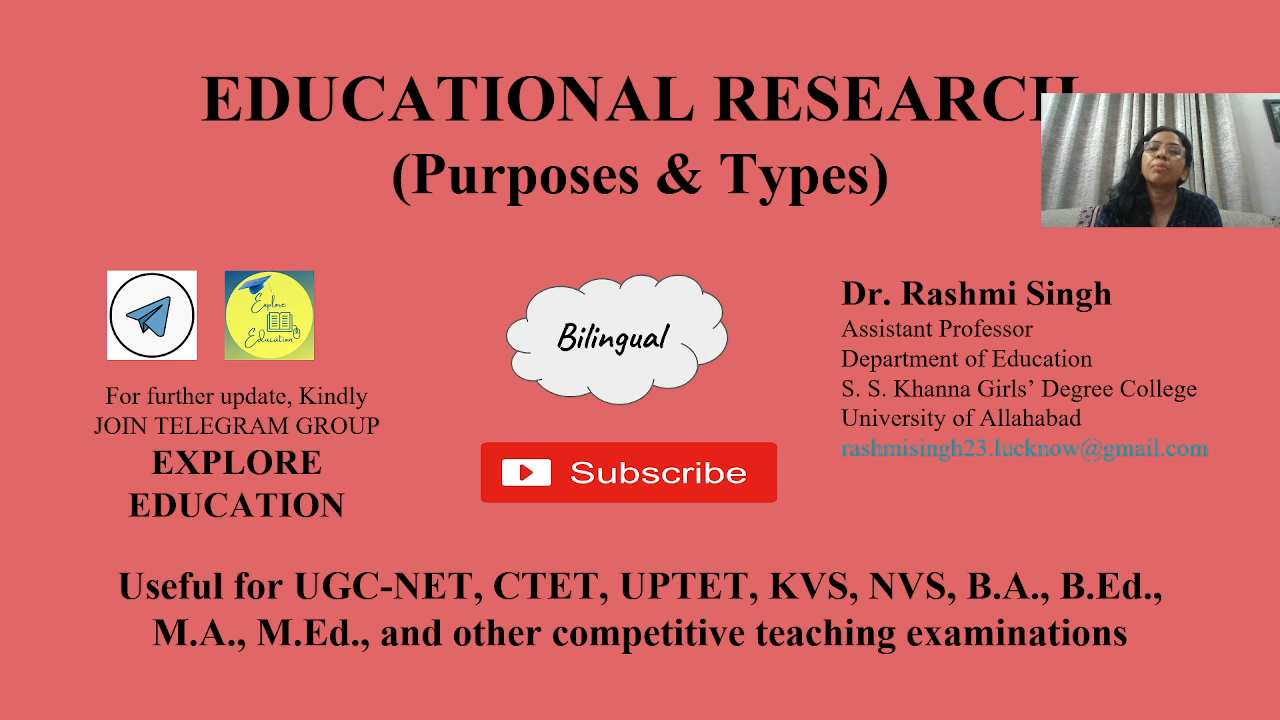 EDUCATIONAL RESEARCH
(Purposes & Types)
Explore
Education
For further update, Kindly
JOIN TELEGRAM GROUP
EXPLORE
EDUCATION
Bilingual
Subscribe
Dr. Rashmi Singh
Assistant Professor
Department of Education
S. S. Khanna Girls’ Degree College
University of Allahabad
rashmisingh23.lucknow@gmail.com
Useful for UGC-NET, CTET, UPTET, KVS, NVS, B.A., B.Ed.,
M.A., M.Ed., and other competitive teaching examinations